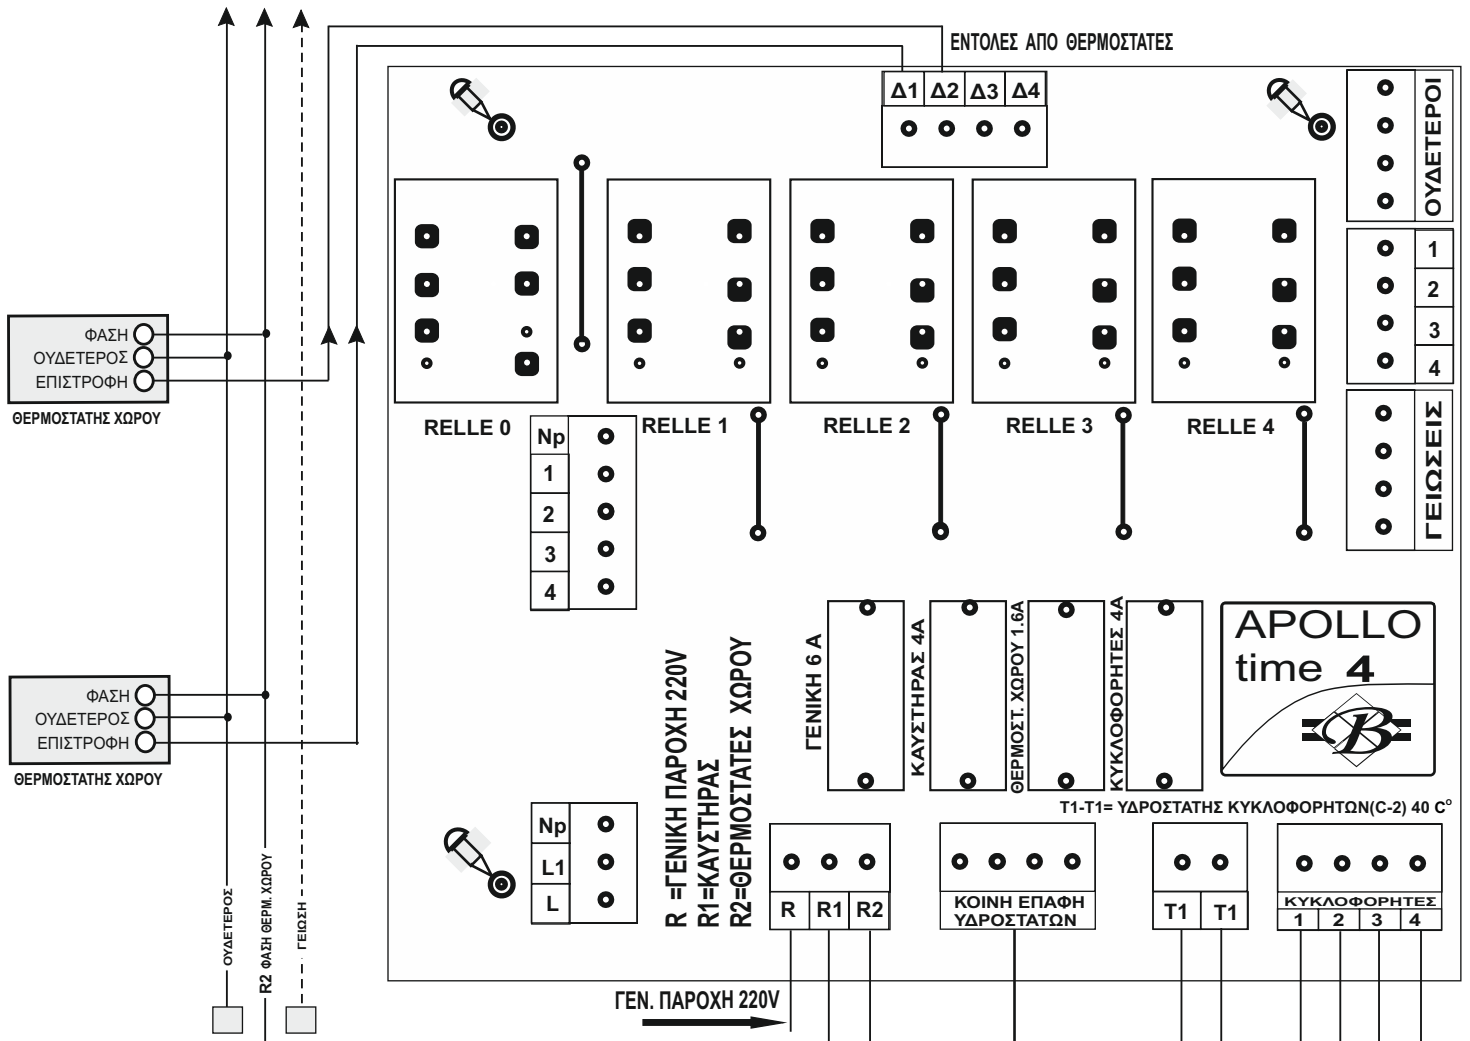 ΕΝΤΟΛΕΣ ΑΠΟ ΘΕΡΜΟΣΤΑΤΕΣ
Δ1 Δ2 Δ3 Δ4
ΟΥΔΕΤΕΡΟΙ
1
2
3
4
ΓΕΙΩΣΕΙΣ
ΦΑΣΗ
ΟΥΔΕΤΕΡΟΣ
ΕΠΙΣΤΡΟΦΗ
ΘΕΡΜΟΣΤΑΤΗΣ ΧΩΡΟΥ
RELLE 0
RELLE 1
RELLE 2
RELLE 3
RELLE 4
Np
1
2
3
4
ΦΑΣΗ
ΟΥΔΕΤΕΡΟΣ
ΕΠΙΣΤΡΟΦΗ
ΘΕΡΜΟΣΤΑΤΗΣ ΧΩΡΟΥ
R =ΓΕΝΙΚΗ ΠΑΡΟΧΗ 220V
R1=ΚΑΥΣΤΗΡΑΣ
R2=ΘΕΡΜΟΣΤΑΤΕΣ ΧΩΡΟΥ
ΓΕΝΙΚΗ 6 Α
ΚΑΥΣΤΗΡΑΣ 4Α
ΘΕΡΜΟΣΤ. ΧΩΡΟΥ 1.6Α
ΚΥΚΛΟΦΟΡΗΤΕΣ 4Α
APOLLO
time 4
B
T1-T1= ΥΔΡΟΣΤΑΤΗΣ ΚΥΚΛΟΦΟΡΗΤΩΝ(C-2) 40 C°
Np
L1
L
R R1 R2
ΚΟΙΝΗ ΕΠΑΦΗ
ΥΔΡΟΣΤΑΤΩΝ
T1 T1
ΚΥΚΛΟΦΟΡΗΤΕΣ
1 2 3 4
ΟΥΔΕΤΕΡΟΣ
R2 ΦΑΣΗ ΘΕΡΜ. ΧΩΡΟΥ
ΓΕΙΩΣΗ
ΓΕΝ. ΠΑΡΟΧΗ 220V